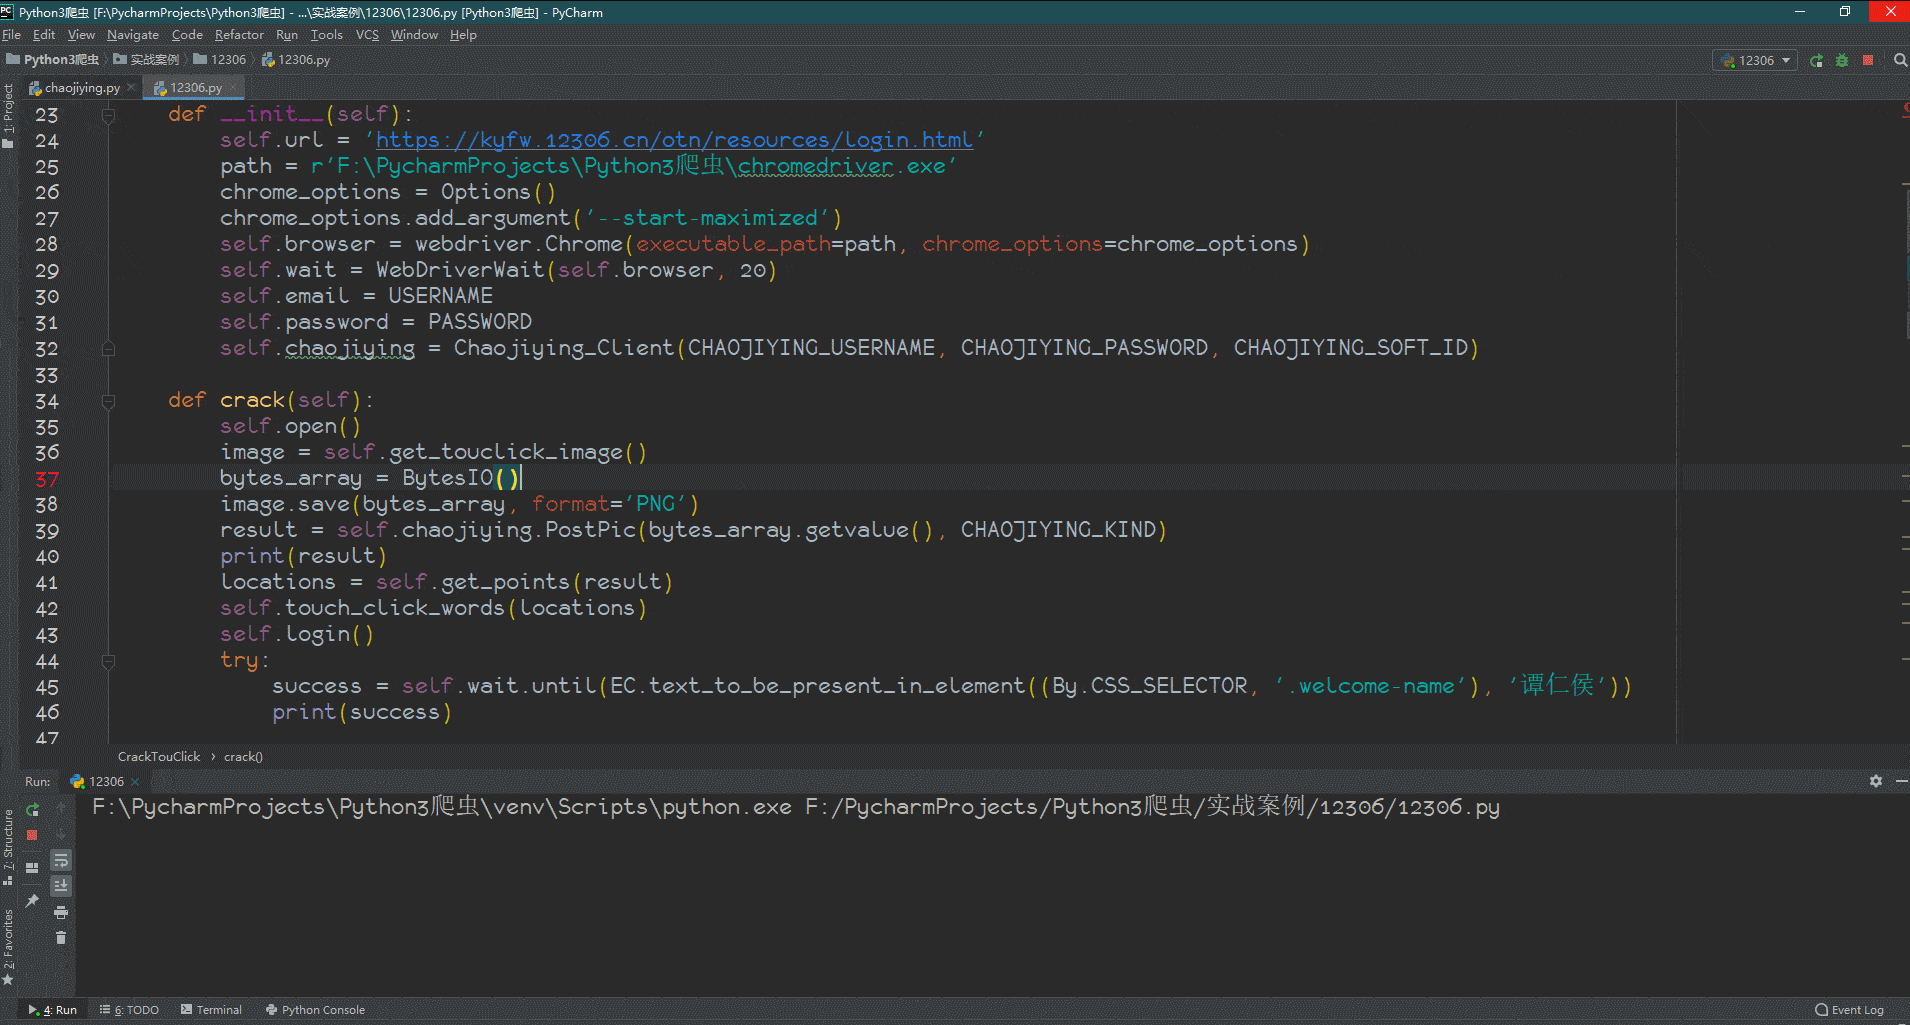 Python3爬虫 [F:\PycharmProjects\Python3爬虫] - ...\实战案例\12306\12306.py [Python3爬虫] - PyCharm
File Edit View Navigate Code Refactor Run Tools VCS Window Help
Python3爬虫 实战案例 12306 12306.py 12306
chaojiying.py 12306.py
1: Project
23 def __init__(self):
24 self.url = 'https://kyfw.12306.cn/otn/resources/login.html'
25 path = r'F:\PycharmProjects\Python3爬虫\chromedriver.exe'
26 chrome_options = Options()
27 chrome_options.add_argument('--start-maximized')
28 self.browser = webdriver.Chrome(executable_path=path, chrome_options=chrome_options)
29 self.wait = WebDriverWait(self.browser, 20)
30 self.email = USERNAME
31 self.password = PASSWORD
32 self.chaojiying = Chaojiying_Client(CHAOJIYING_USERNAME, CHAOJIYING_PASSWORD, CHAOJIYING_SOFT_ID)
33
34 def crack(self):
35 self.open()
36 image = self.get_touclick_image()
37 bytes_array = BytesIO()
38 image.save(bytes_array, format='PNG')
39 result = self.chaojiying.PostPic(bytes_array.getvalue(), CHAOJIYING_KIND)
40 print(result)
41 locations = self.get_points(result)
42 self.touch_click_words(locations)
43 self.login()
44 try:
45 success = self.wait.until(EC.text_to_be_present_in_element((By.CSS_SELECTOR, '.welcome-name'), '谭仁侯'))
46 print(success)
47
CrackTouClick › crack()
Run: 12306
F:\PycharmProjects\Python3爬虫\venv\Scripts\python.exe F:/PycharmProjects/Python3爬虫/实战案例/12306/12306.py
7: Structure
2: Favorites
4: Run 6: TODO Terminal Python Console Event Log